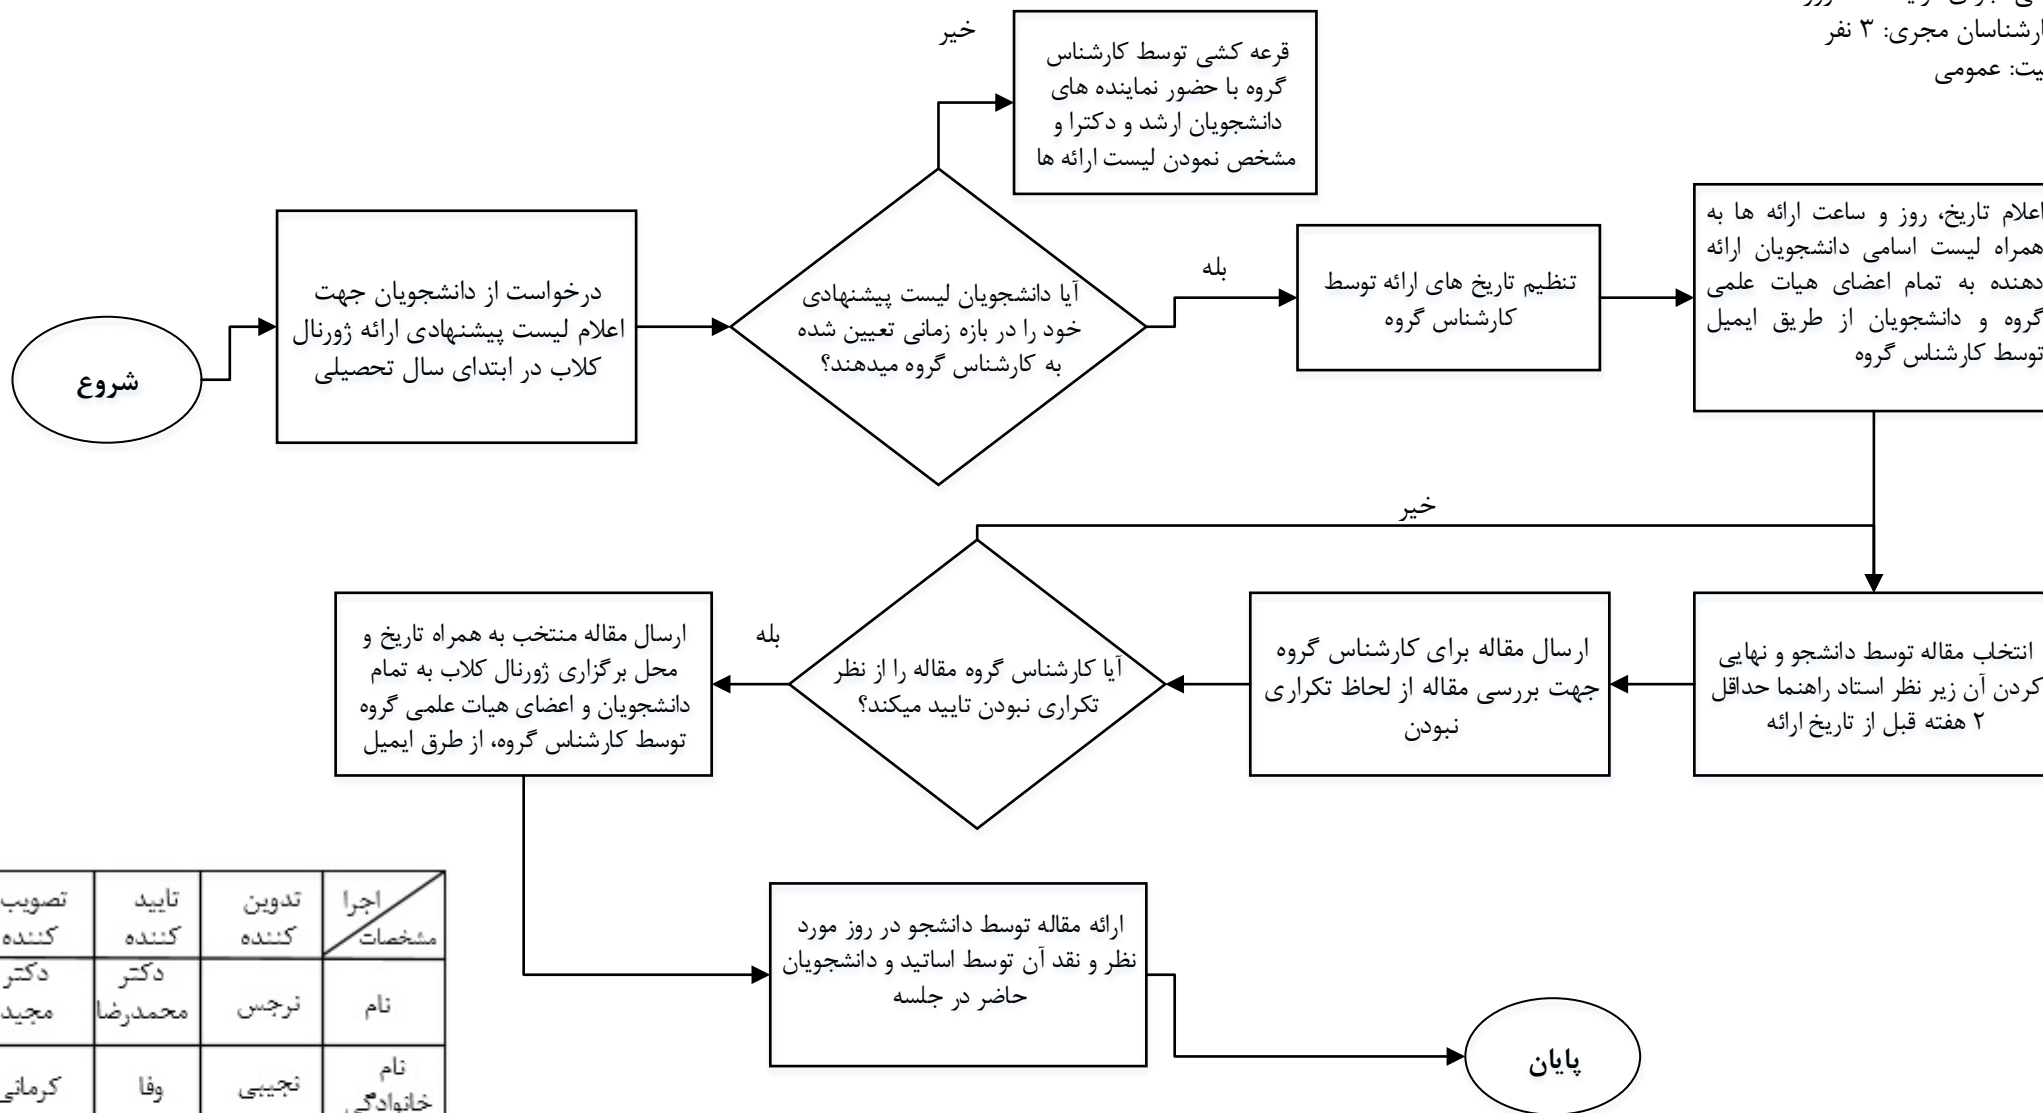 کارشناسان مجری: ۳ نفر
عمومی
خیر
قرعه کشی توسط کارشناس
گروه با حضور نماینده های
دانشجویان ارشد و دکترا و
مشخص نمودن لیست ارائه ها
شروع
درخواست از دانشجویان جهت
اعلام لیست پیشنهادی ارائه ژورنال
کلاب در ابتدای سال تحصیلی
آیا دانشجویان لیست پیشنهادی
خود را در بازه زمانی تعیین شده
به کارشناس گروه میدهند؟
بله
تنظیم تاریخ های ارائه توسط
کارشناس گروه
اعلام تاریخ، روز و ساعت ارائه ها به
همراه لیست اسامی دانشجویان ارائه
دهنده به تمام اعضای هیات علمی
گروه و دانشجویان از طریق ایمیل
توسط کارشناس گروه
خیر
انتخاب مقاله توسط دانشجو و نهایی
کردن آن زیر نظر استاد راهنما حداقل
۲ هفته قبل از تاریخ ارائه
ارسال مقاله برای کارشناس گروه
جهت بررسی مقاله از لحاظ تکراری
نبودن
آیا کارشناس گروه مقاله را از نظر
تکراری نبودن تایید میکند؟
بله
ارسال مقاله منتخب به همراه تاریخ و
محل برگزاری ژورنال کلاب به تمام
دانشجویان و اعضای هیات علمی گروه
توسط کارشناس گروه، از طرق ایمیل
ارائه مقاله توسط دانشجو در روز مورد
نظر و نقد آن توسط اساتید و دانشجویان
حاضر در جلسه
پایان
اجرا
مشخصات
تدوین
کننده
تایید
کننده
تصویب
کننده
نام
نرجس
دکتر
محمدرضا
دکتر
مجید
نام
خانوادگی
نجیبی
وفا
کرمانی